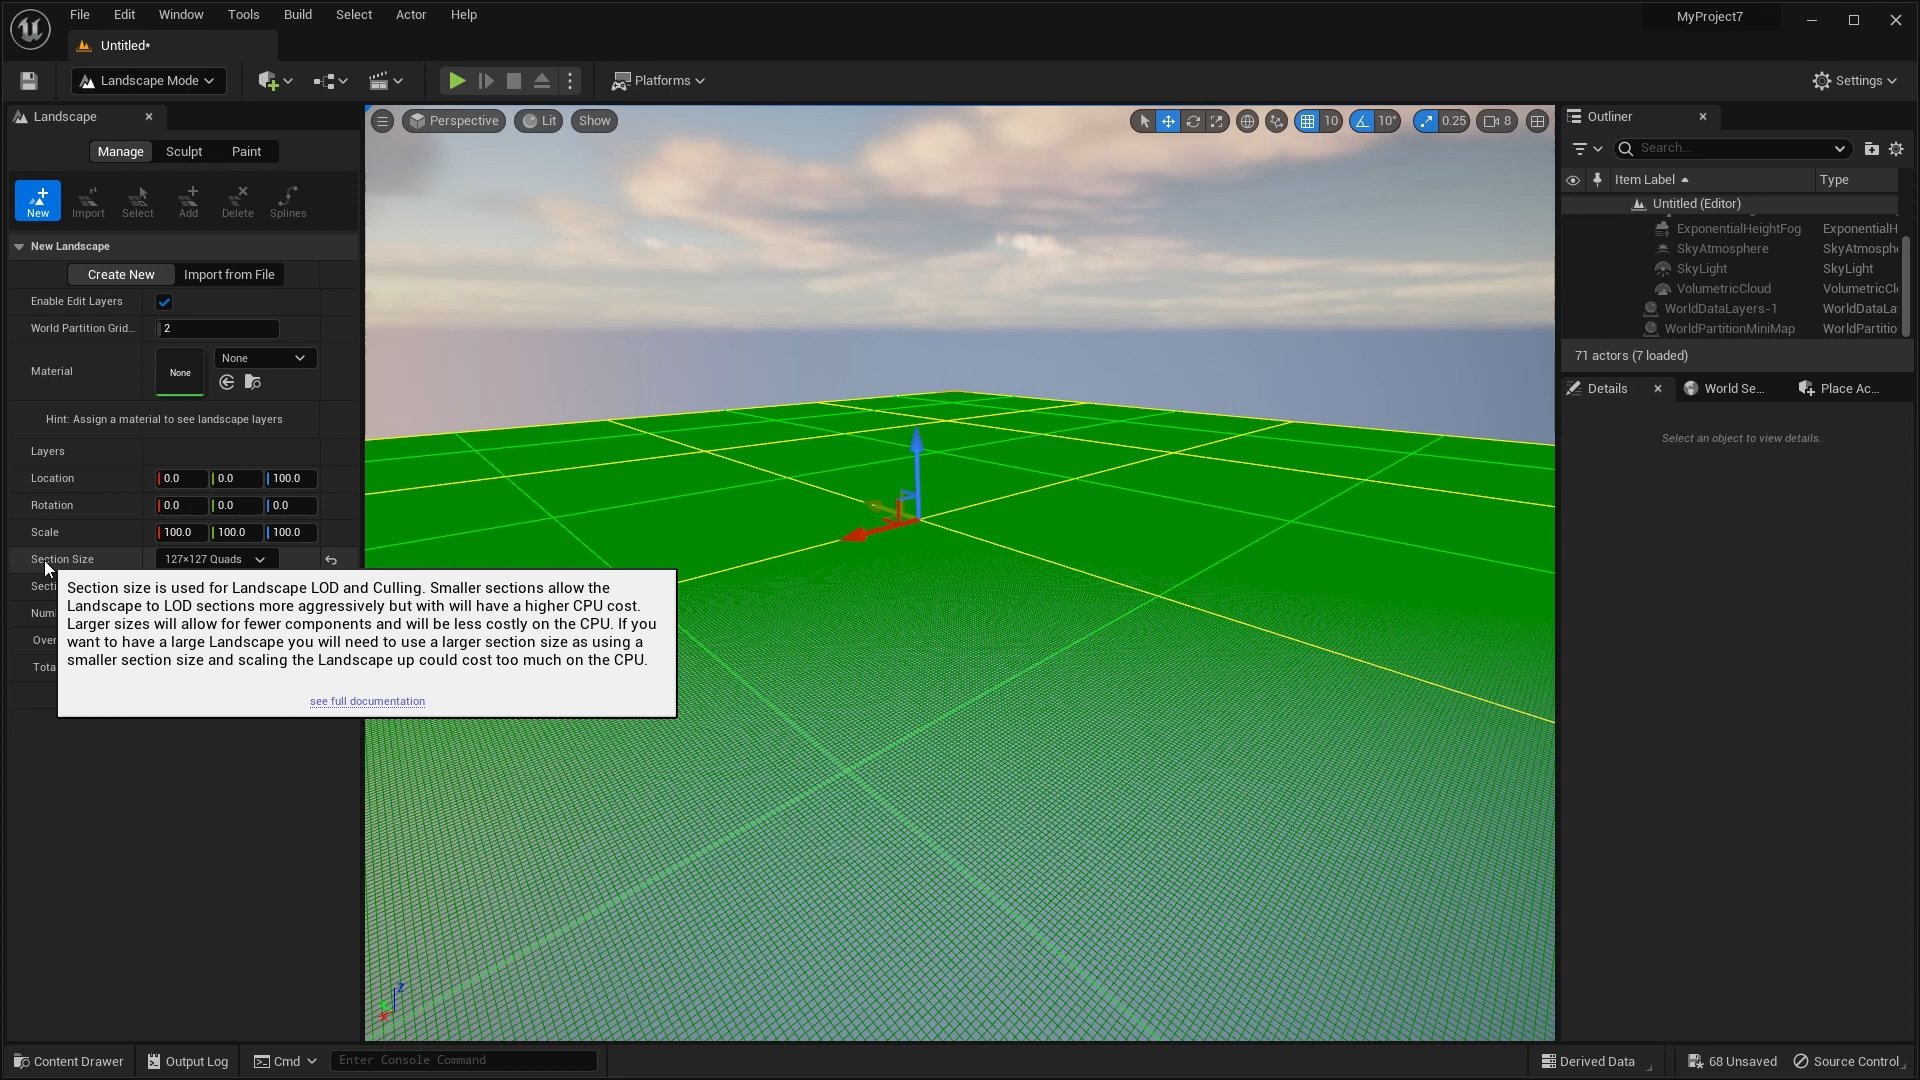 File Edit Window Tools Build Select Actor Help
MyProject7
Untitled*
Landscape Mode
Platforms
Settings
Landscape
Manage Sculpt Paint
New Import Select Add Delete Splines
New Landscape
Create New Import from File
Enable Edit Layers
World Partition Grid... 2
Material None None
Hint: Assign a material to see landscape layers
Layers
Location 0.0 0.0 100.0
Rotation 0.0 0.0 0.0
Scale 100.0 100.0 100.0
Section Size 127×127 Quads
Secti
Num
Over
Tota
Section size is used for Landscape LOD and Culling. Smaller sections allow the
Landscape to LOD sections more aggressively but with will have a higher CPU cost.
Larger sizes will allow for fewer components and will be less costly on the CPU. If you
want to have a large Landscape you will need to use a larger section size as using a
smaller section size and scaling the Landscape up could cost too much on the CPU.
see full documentation
Perspective Lit Show
10 10° 0.25 8
Z
X
Outliner
Search...
Item Label Type
Untitled (Editor)
ExponentialHeightFog ExponentialH
SkyAtmosphere SkyAtmosphe
SkyLight SkyLight
VolumetricCloud VolumetricCl
WorldDataLayers-1 WorldDataLa
WorldPartitionMiniMap WorldPartitio
71 actors (7 loaded)
Details World Se... Place Ac...
Select an object to view details.
Content Drawer Output Log Cmd Enter Console Command
Derived Data 68 Unsaved Source Control